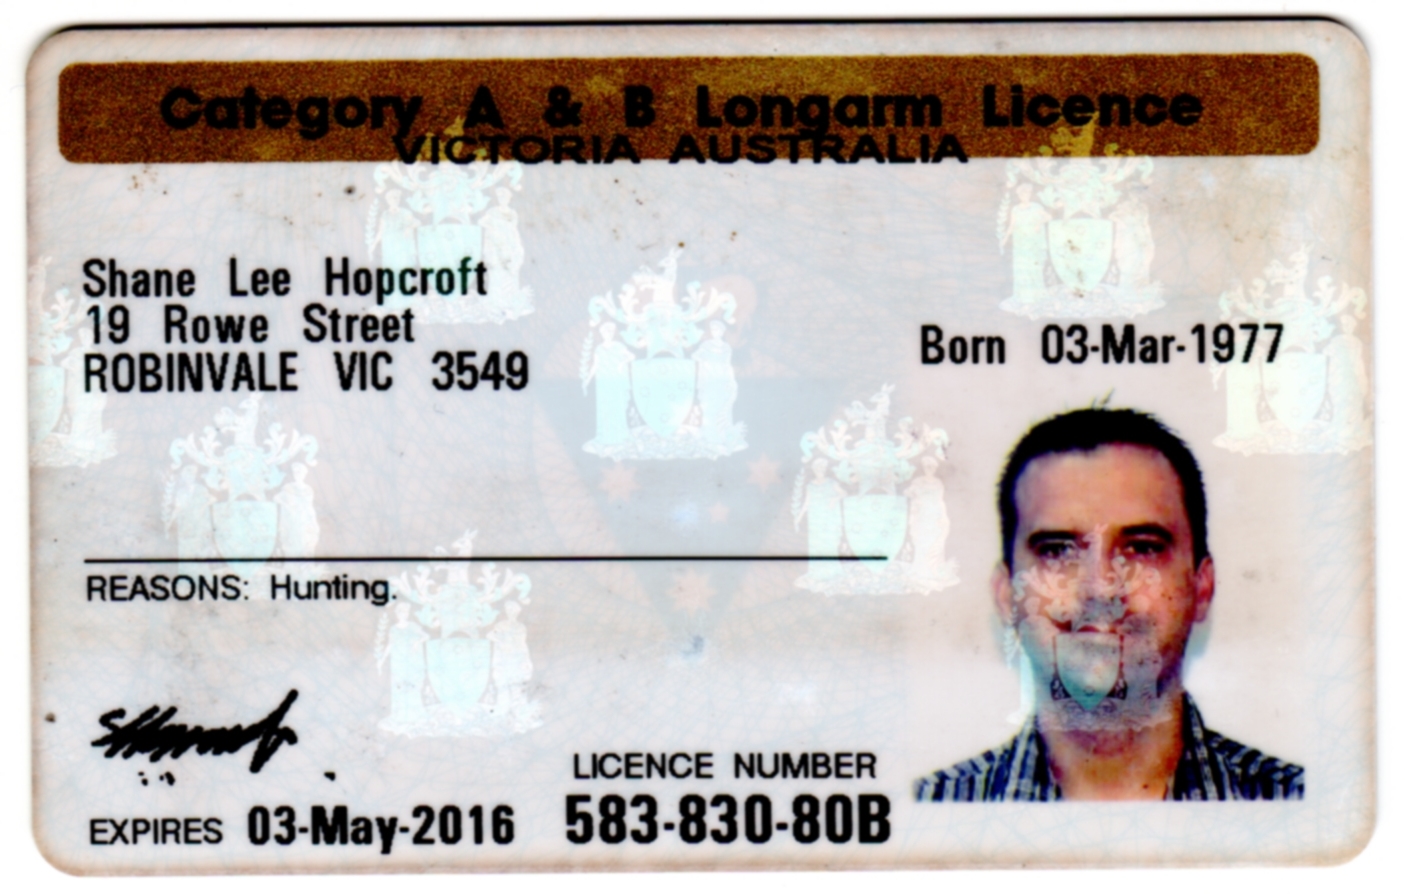 Category A & B Longarm Licence
VICTORIA AUSTRALIA
Shane Lee Hopcroft
19 Rowe Street
ROBINVALE VIC 3549
Born 03-Mar-1977
REASONS: Hunting.
LICENCE NUMBER
EXPIRES 03-May-2016 583-830-80B